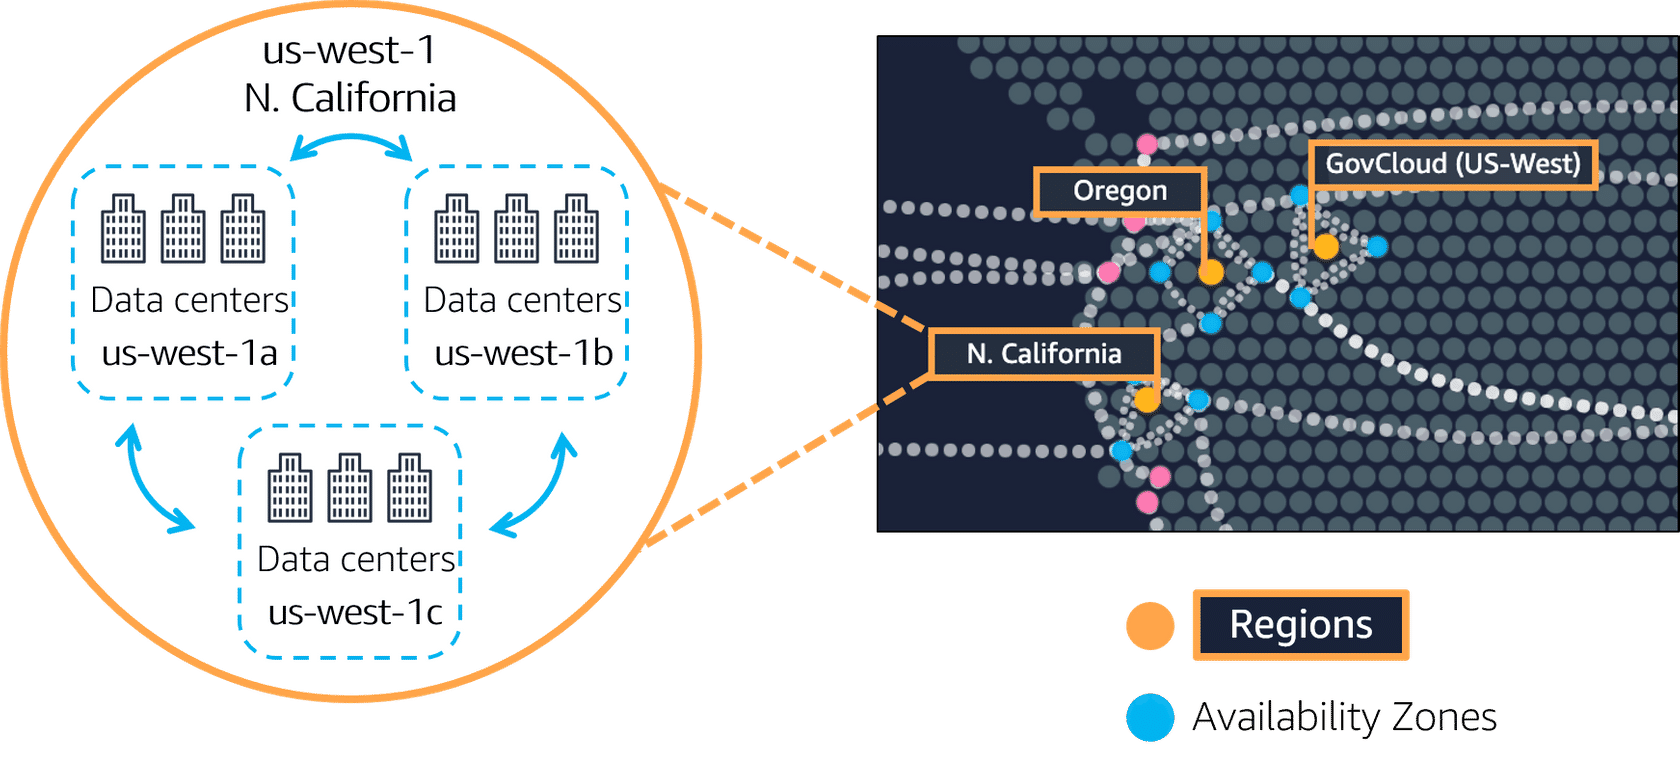 us-west-1
N. California
Data centers
us-west-1a
Data centers
us-west-1b
Data centers
us-west-1c
GovCloud (US-West)
Oregon
N. California
Regions
Availability Zones